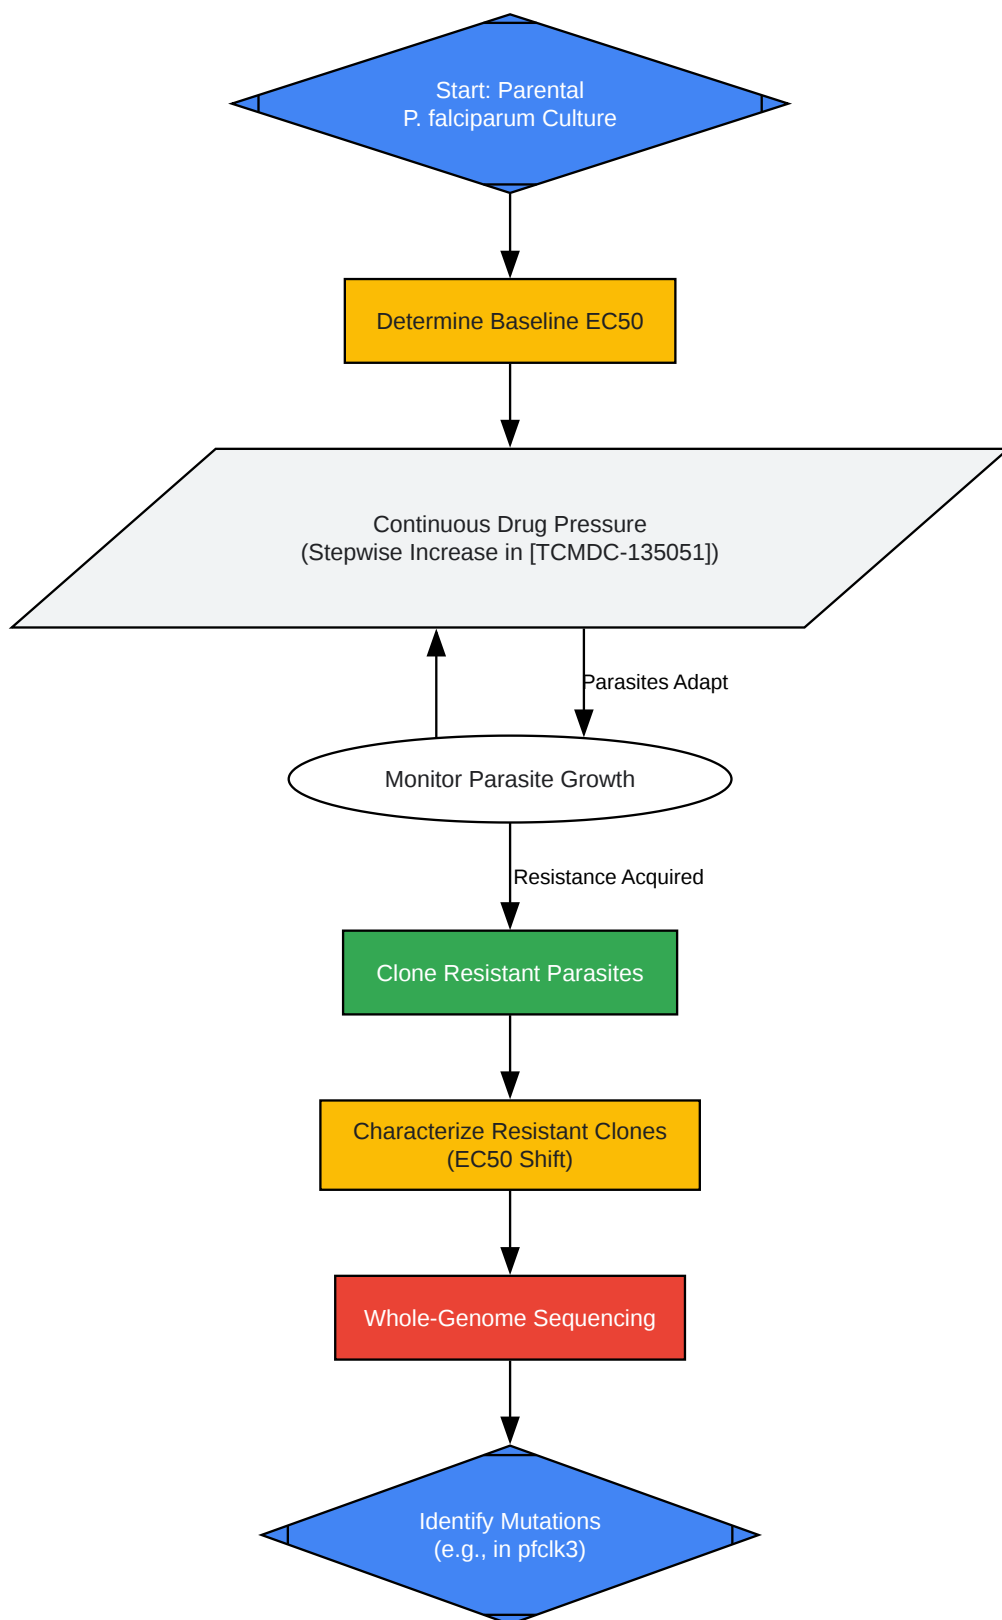 Start: Parental
P. falciparum Culture
Determine Baseline EC50
Continuous Drug Pressure
(Stepwise Increase in [TCMDC-135051])
Parasites Adapt
Monitor Parasite Growth
Resistance Acquired
Clone Resistant Parasites
Characterize Resistant Clones
(EC50 Shift)
Whole-Genome Sequencing
Identify Mutations
(e.g., in pfclk3)